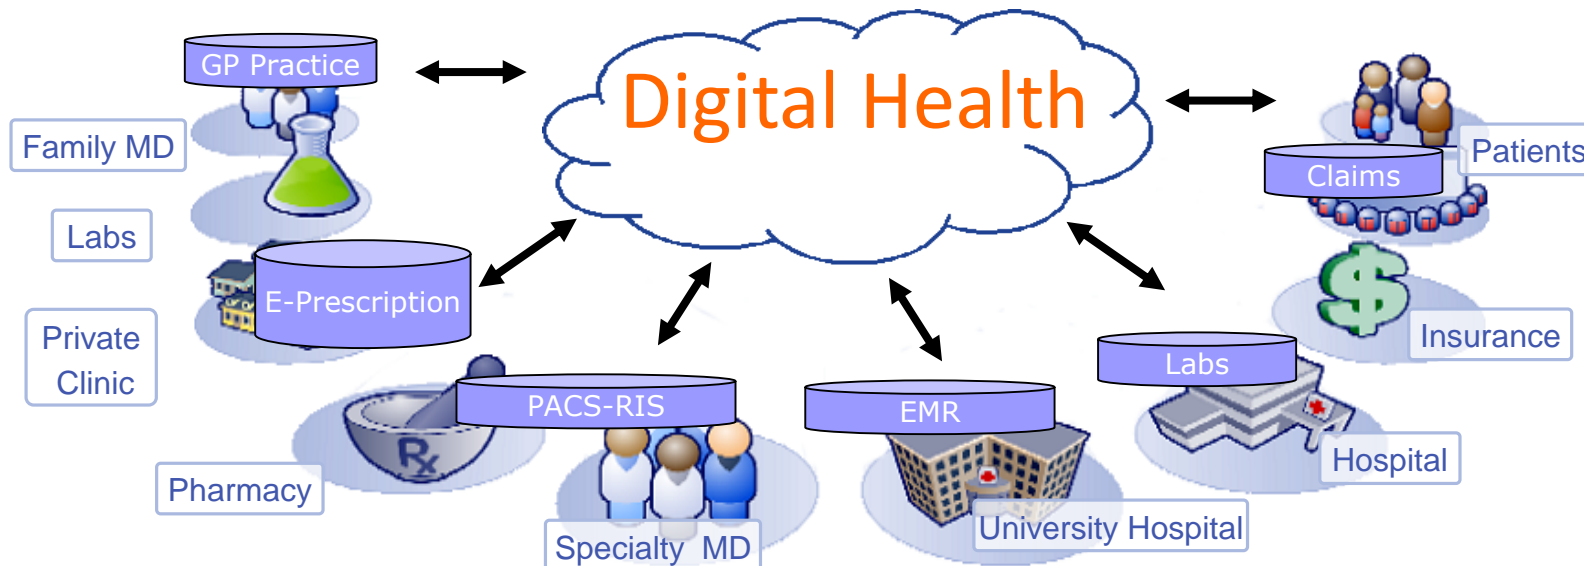 Digital Health
GP Practice
Family MD
Labs
E-Prescription
Private
Clinic
Pharmacy
Rx
PACS-RIS
Specialty MD
EMR
University Hospital
Labs
Hospital
Claims
Patients
$
Insurance